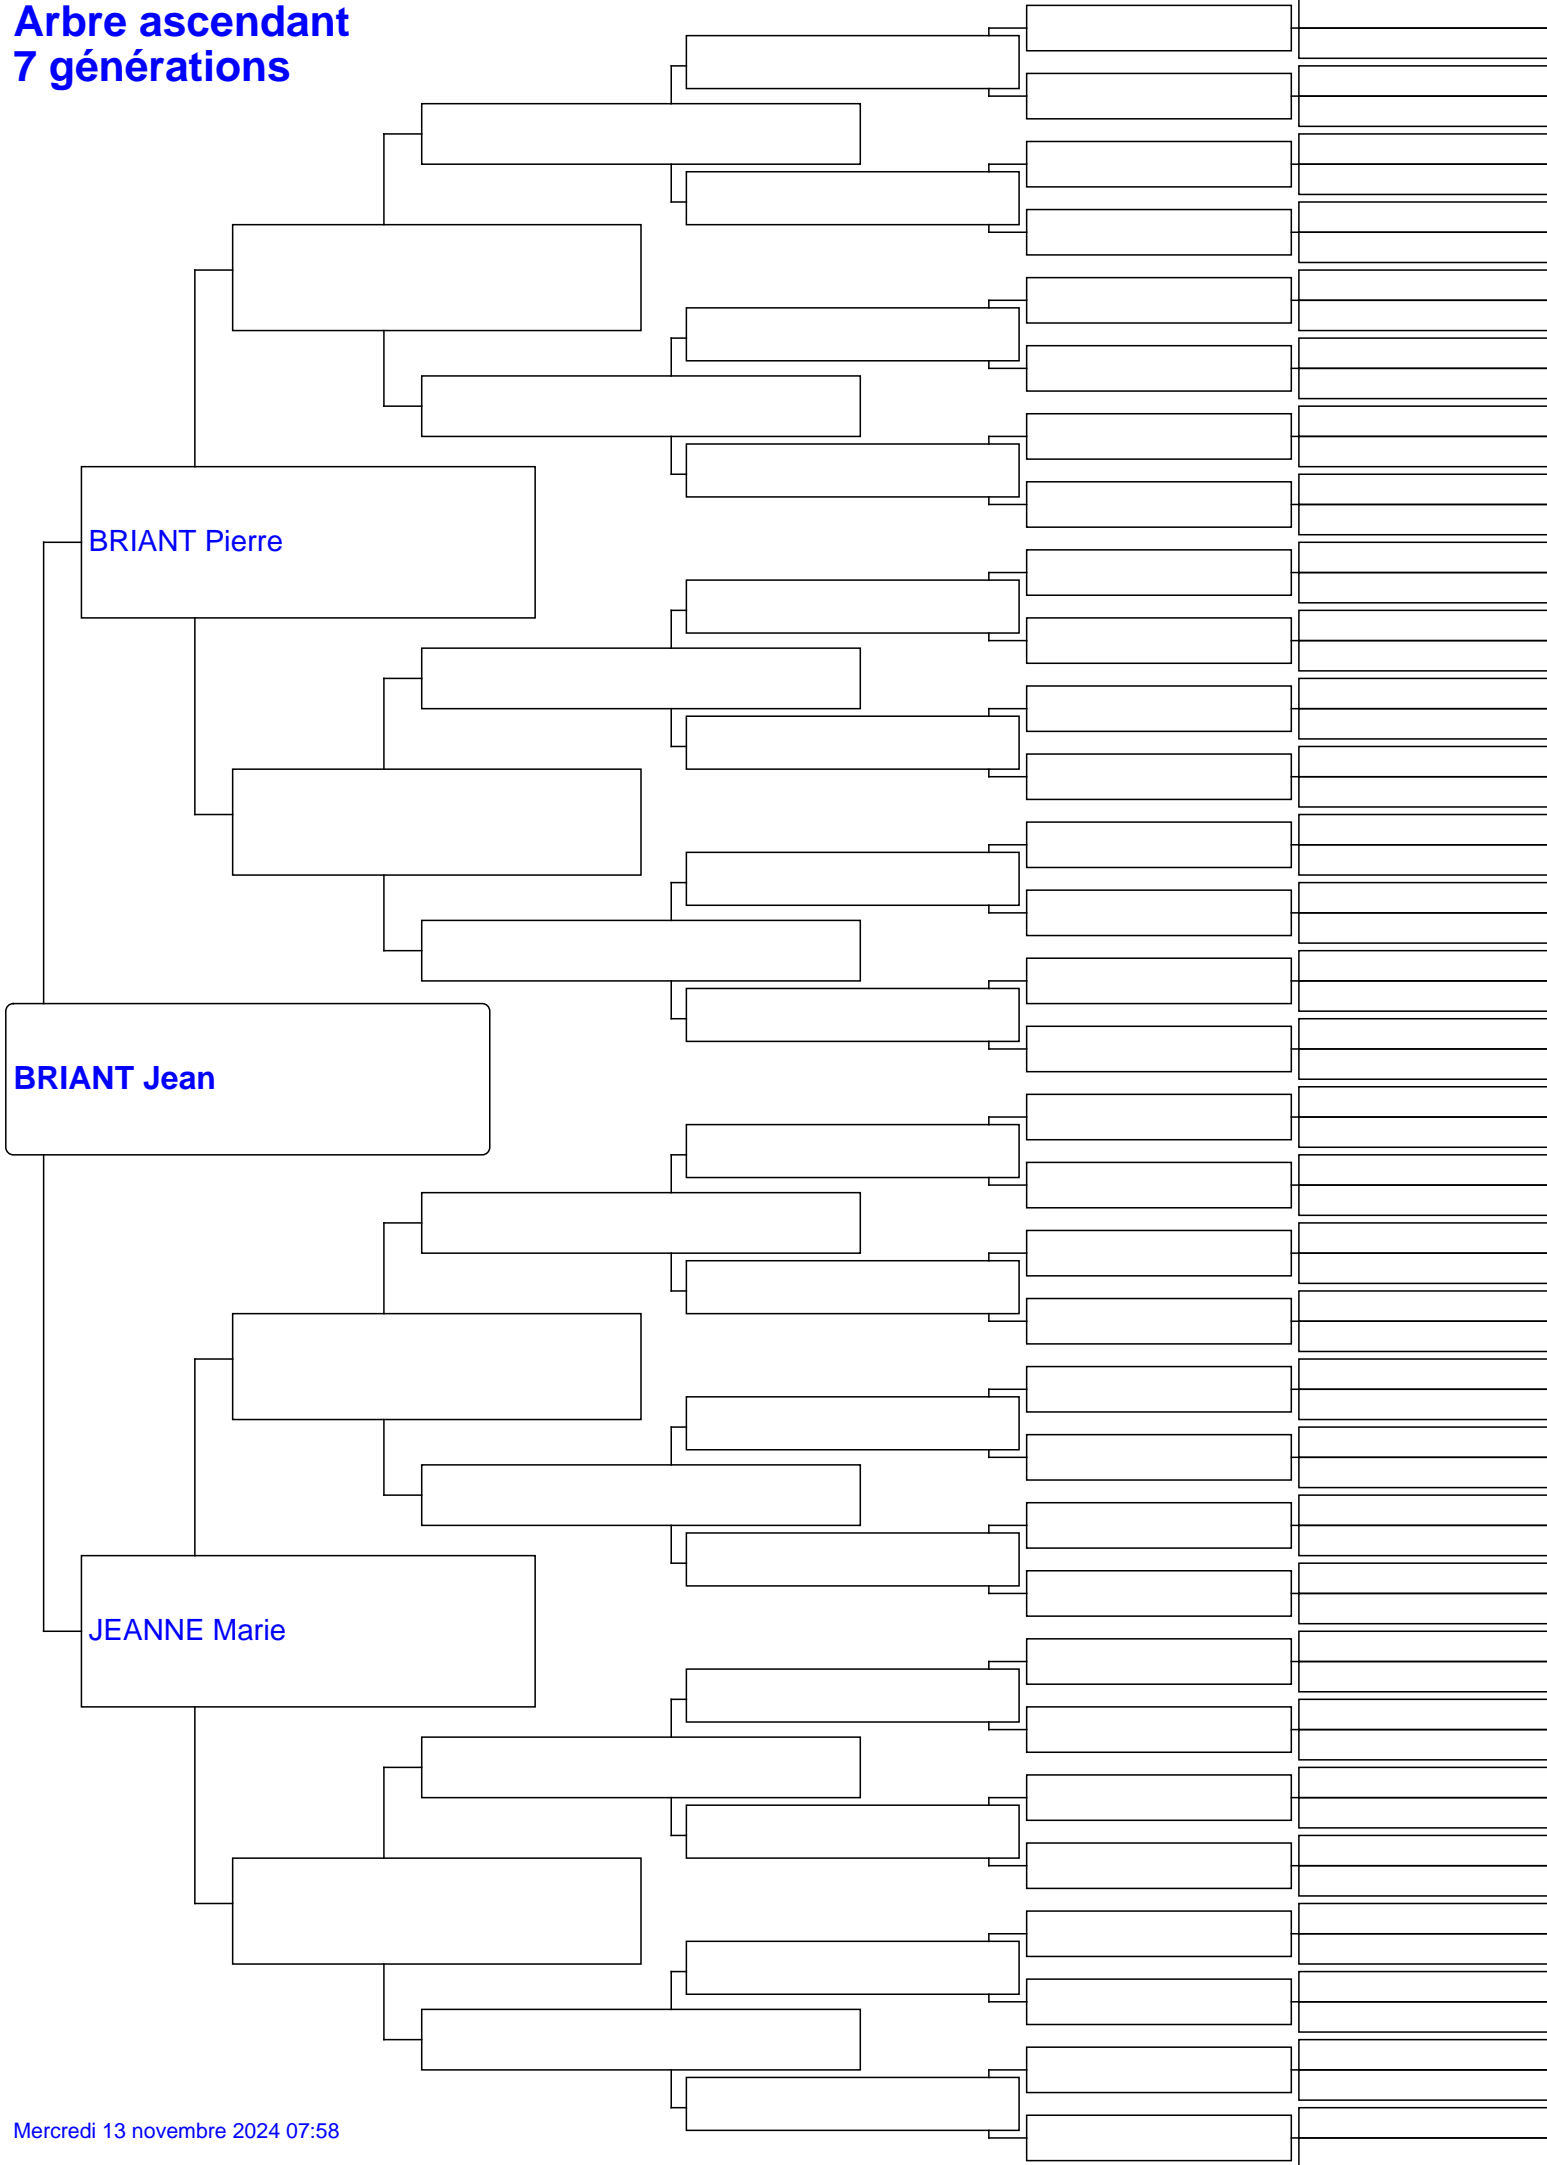 Arbre ascendant
7 générations
BRIANT Pierre
BRIANT Jean
JEANNE Marie
Mercredi 13 novembre 2024 07:58